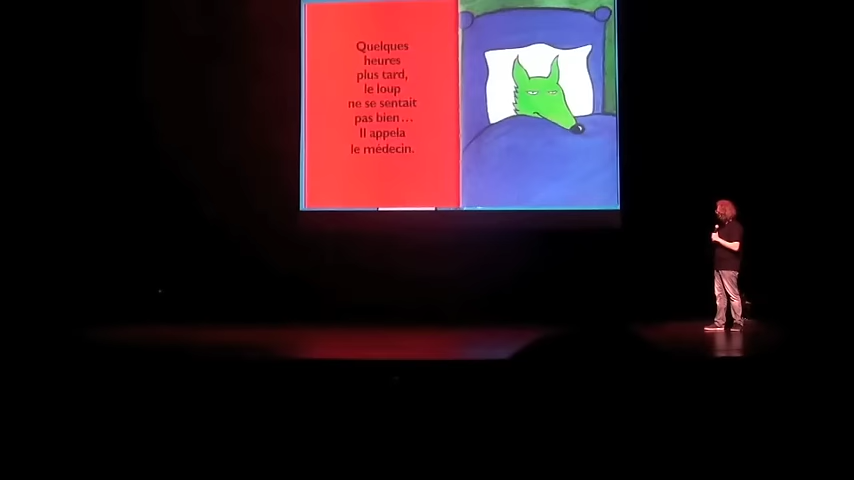 Quelques
heures
plus tard,
le loup
ne se sentait
pas bien...
Il appela
le médecin.